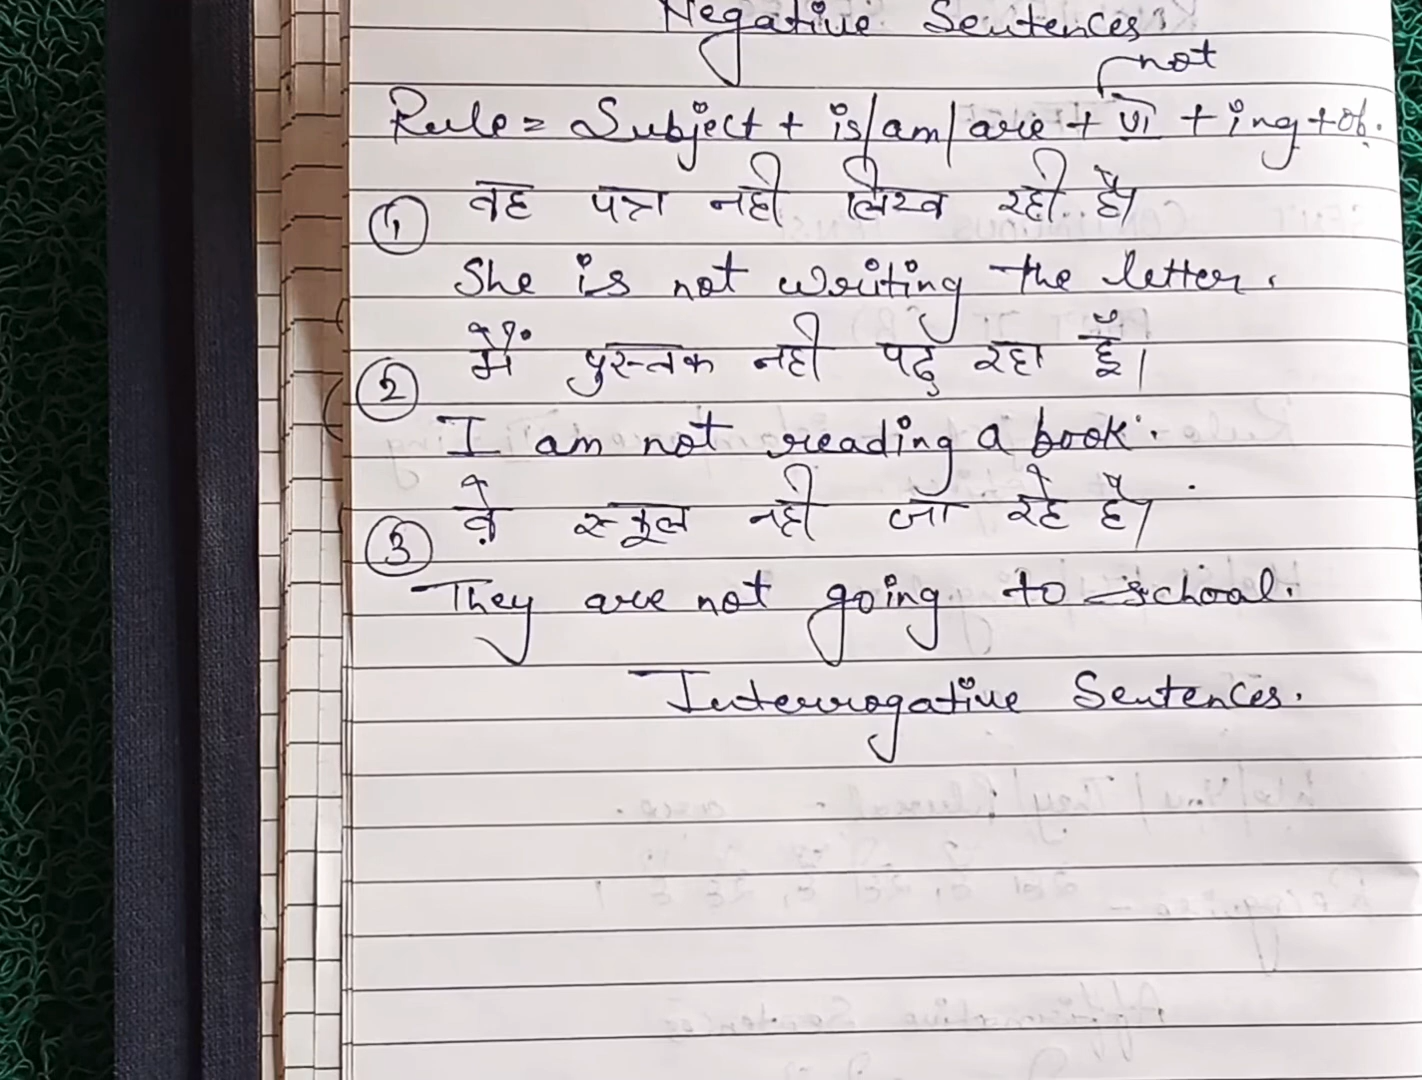 Negative Sentences
not
Rule = Subject + is/am/are + V1 + ing + ob.
① वह पत्र नही लिख रही है।
She is not writing the letter.
② मैं पुस्तक नही पढ़ रहा हूँ।
I am not reading a book.
③ वे स्कूल नही जा रहे है।
They are not going to school.
Interrogative Sentences.